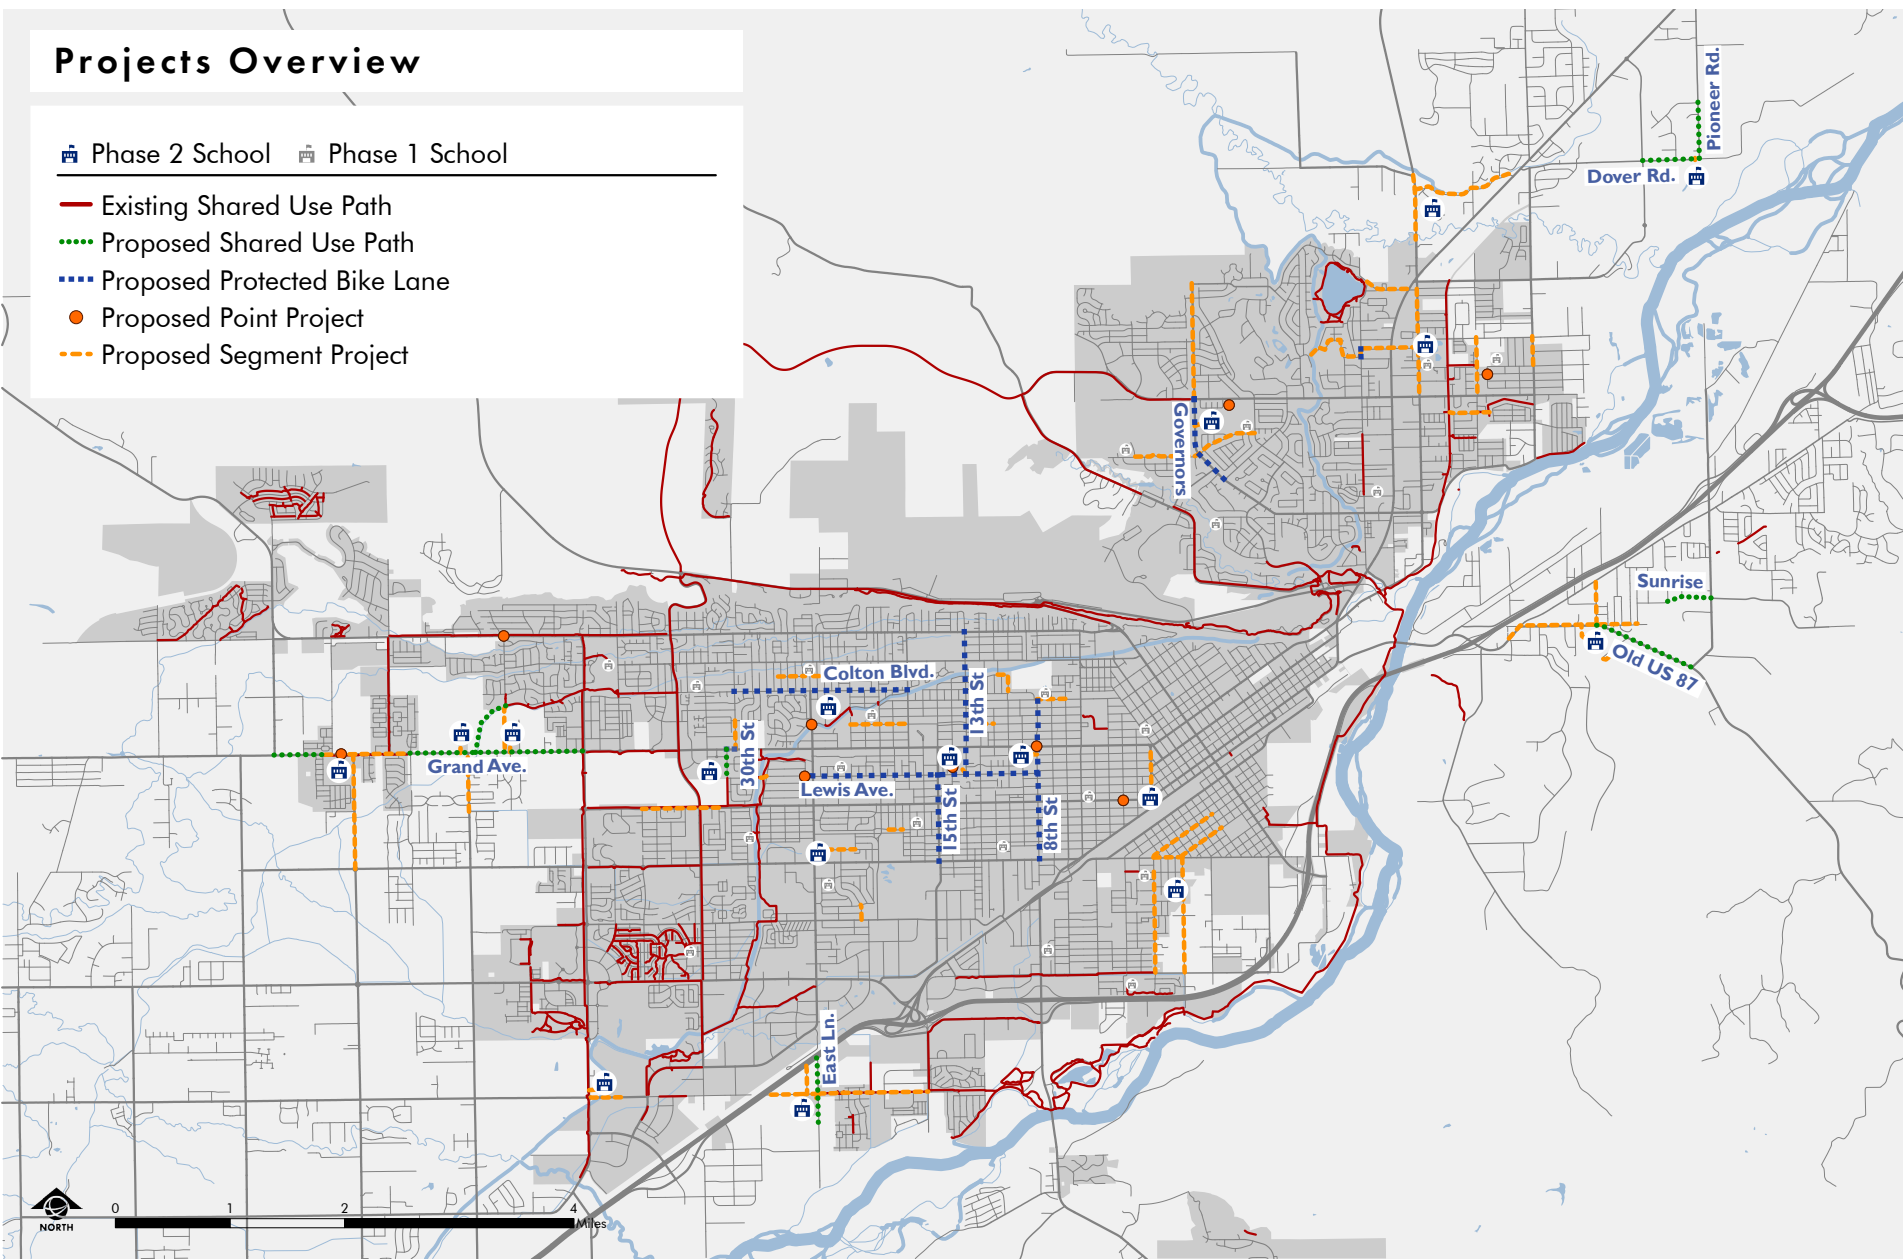 Projects Overview
Phase 2 School
Phase 1 School
Existing Shared Use Path
Proposed Shared Use Path
Proposed Protected Bike Lane
Proposed Point Project
Proposed Segment Project
Pioneer Rd.
Dover Rd.
Governors
Sunrise
Old US 87
Colton Blvd.
13th St
30th St
Grand Ave.
Lewis Ave.
15th St
8th St
East Ln.
NORTH
0 1 2 4
Miles